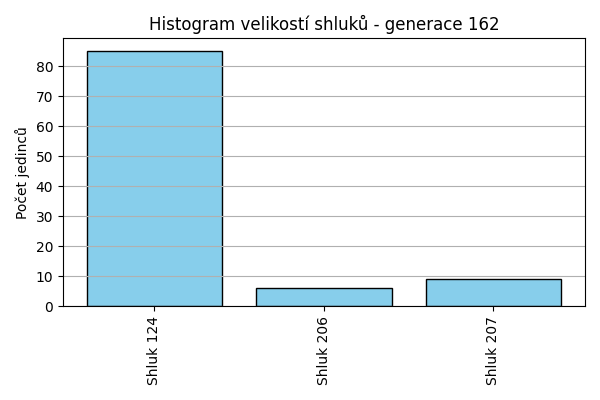 Histogram velikostí shluků - generace 162
Počet jedinců
80
70
60
50
40
30
20
10
0
Shluk 124
Shluk 206
Shluk 207